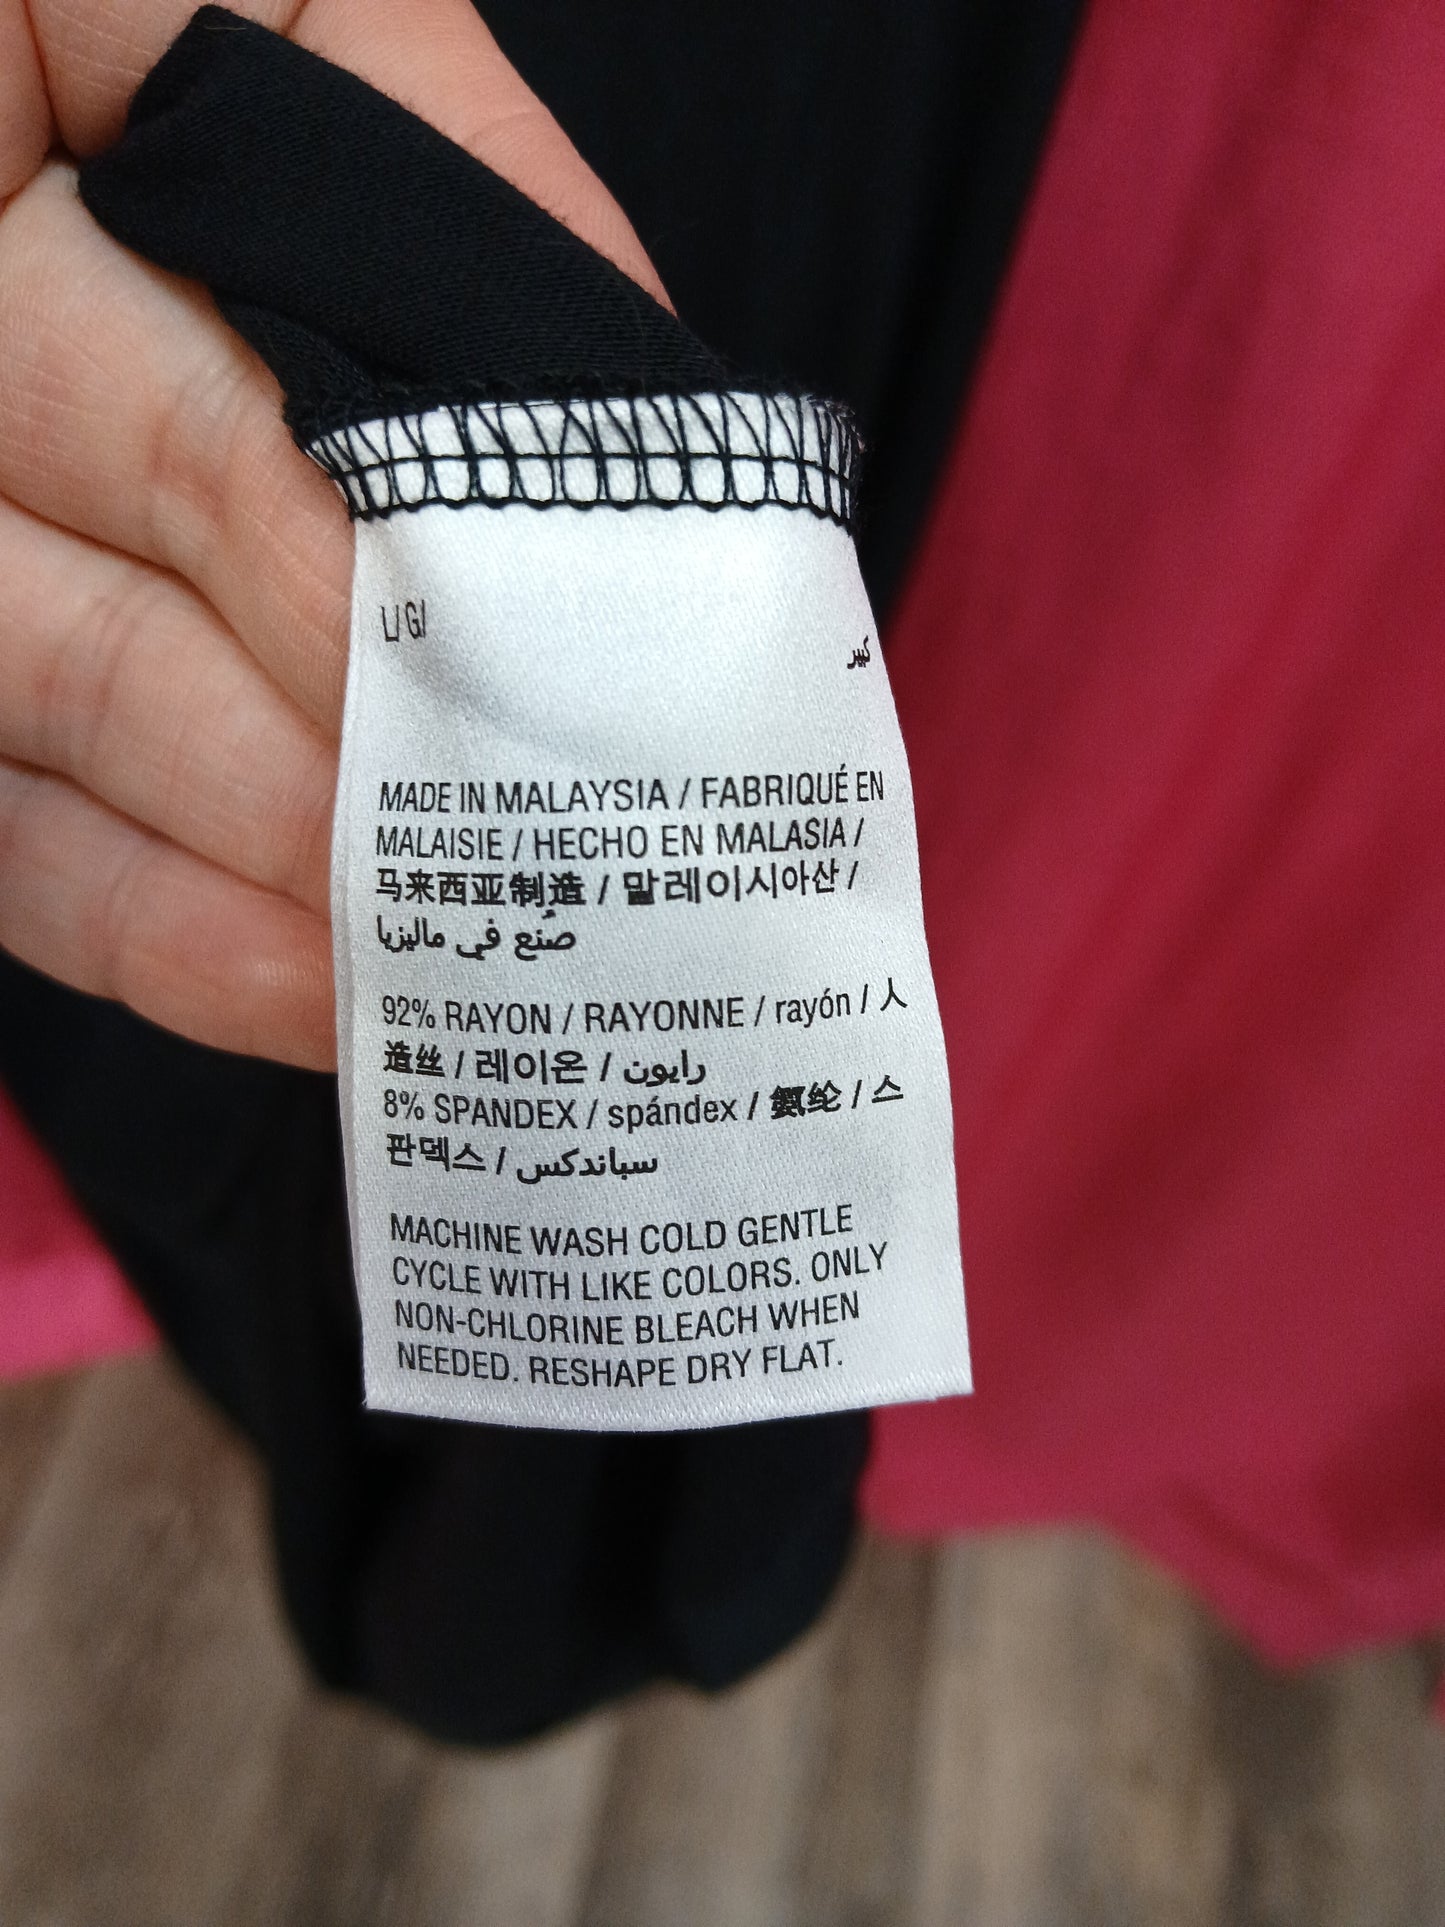 L/G/
كبير
MADE IN MALAYSIA / FABRIQUÉ EN
MALAISIE / HECHO EN MALASIA /
马来西亚制造 / 말레이시아산 /
صُنع في ماليزيا
92% RAYON / RAYONNE / rayón / 人
造丝 / 레이온 / رايون
8% SPANDEX / spándex / 氨纶 / 스
판덱스 / سباندكس
MACHINE WASH COLD GENTLE
CYCLE WITH LIKE COLORS. ONLY
NON-CHLORINE BLEACH WHEN
NEEDED. RESHAPE DRY FLAT.